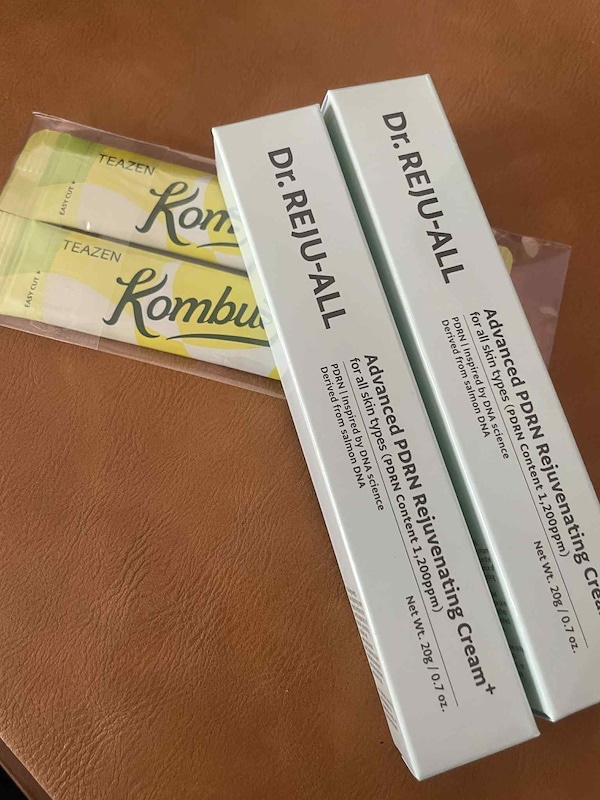 TEAZEN
EASY CUT
Kom
TEAZEN
EASY CUT
Kombu
Dr. REJU-ALL
Advanced PDRN Rejuvenating Cream+
for all skin types (PDRN Content 1,200ppm)
PDRN | Inspired by DNA science
Derived from salmon DNA
Net Wt. 20g / 0.7 oz.
Dr. REJU-ALL
Advanced PDRN Rejuvenating Crea
for all skin types (PDRN Content 1,200ppm)
PDRN | Inspired by DNA science
Derived from salmon DNA
Net Wt. 20g / 0.7 oz.